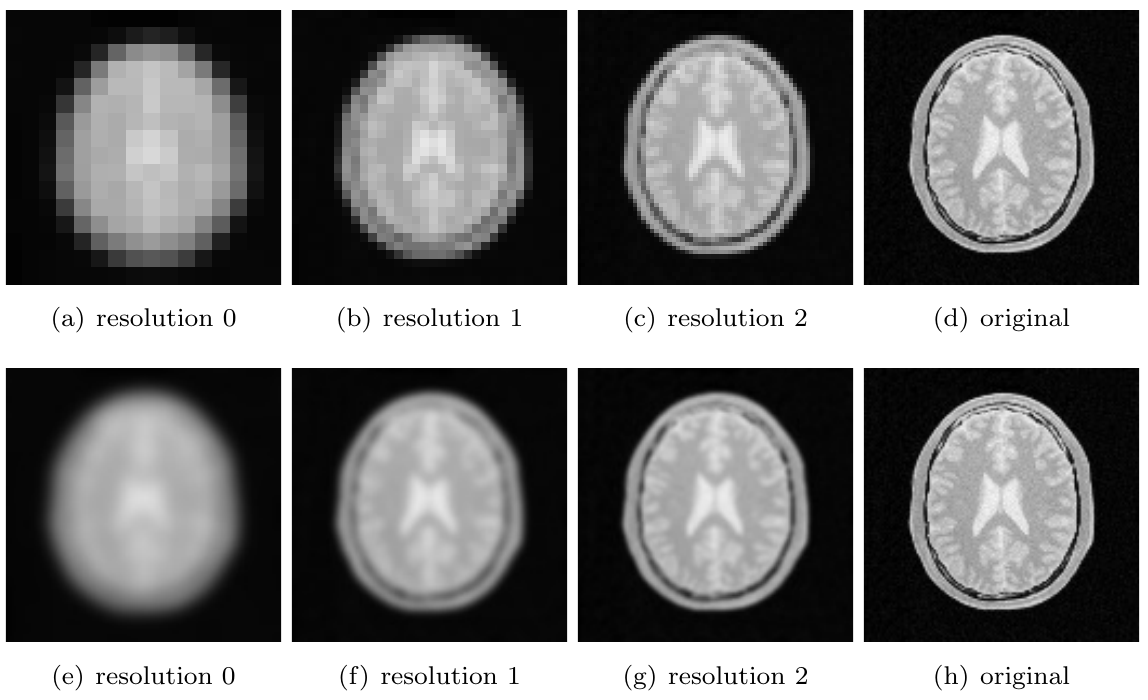 (a) resolution 0 (b) resolution 1 (c) resolution 2 (d) original
(e) resolution 0 (f) resolution 1 (g) resolution 2 (h) original